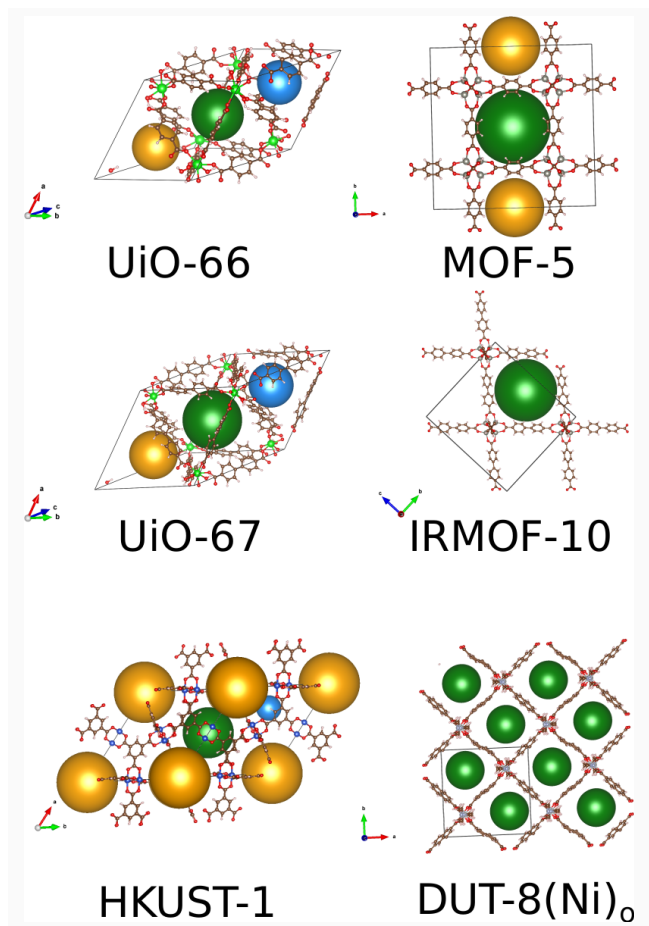 a
c
b
UiO-66
b
a
MOF-5
a
c
b
UiO-67
c
b
IRMOF-10
a
b
HKUST-1
b
a
DUT-8(Ni)o